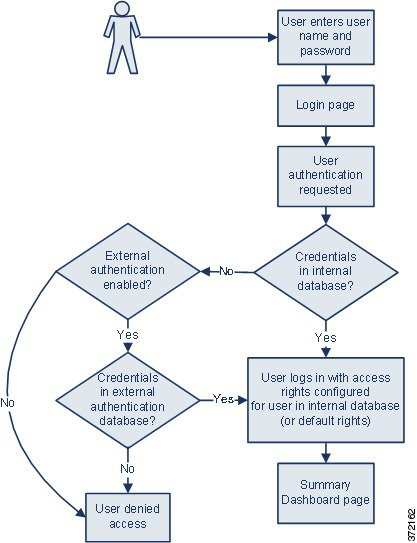 User enters user
name and
password
Login page
User
authentication
requested
Credentials
in internal
database?
No
External
authentication
enabled?
Yes
Yes
No
Credentials
in external
authentication
database?
Yes
User logs in with access
rights configured
for user in internal database
(or default rights)
No
User denied
access
Summary
Dashboard page
372162